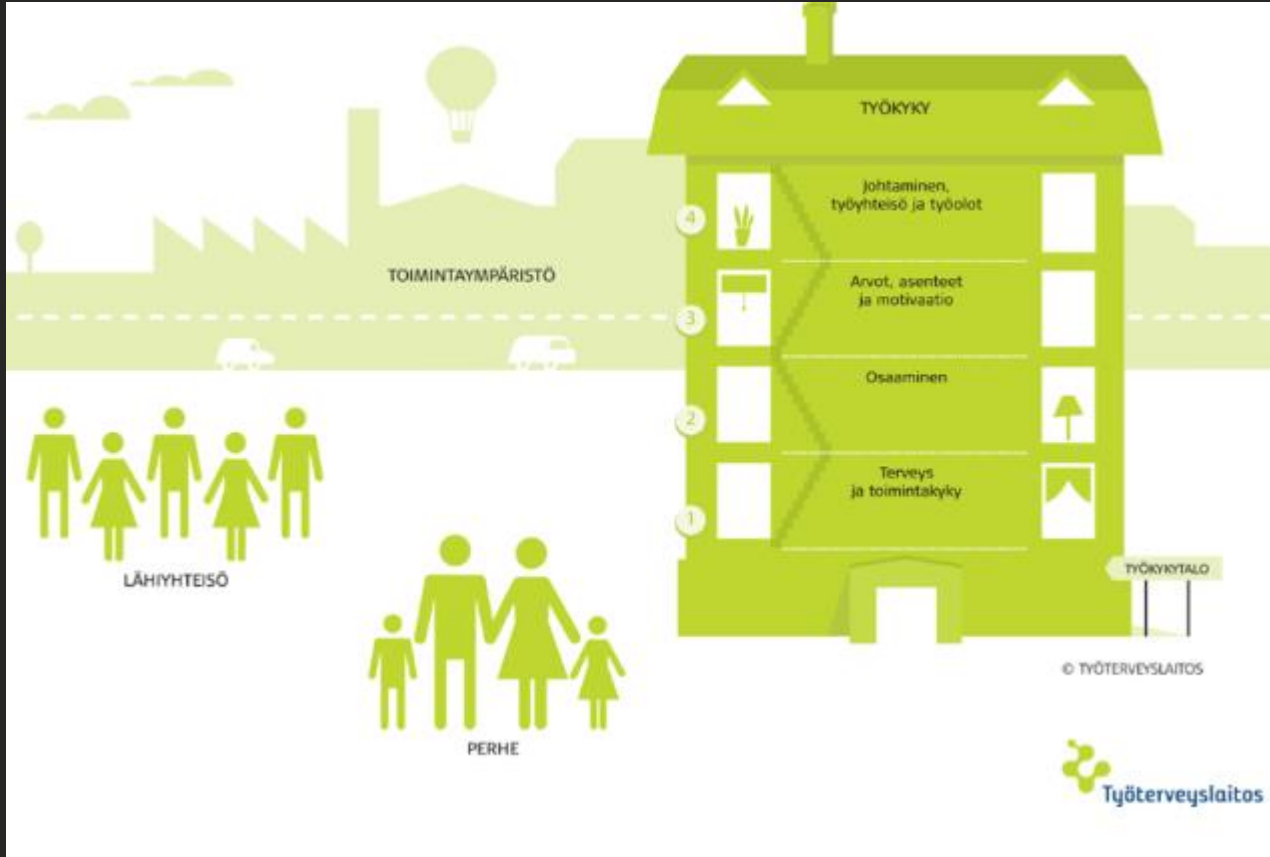 TYÖKYKY
4
Johtaminen,
työyhteisö ja työolot
TOIMINTAYMPÄRISTÖ
3
Arvot, asenteet
ja motivaatio
2
Osaaminen
1
Terveys
ja toimintakyky
LÄHIYHTEISÖ
PERHE
TYÖKYKYTALO
© TYÖTERVEYSLAITOS
Työterveyslaitos